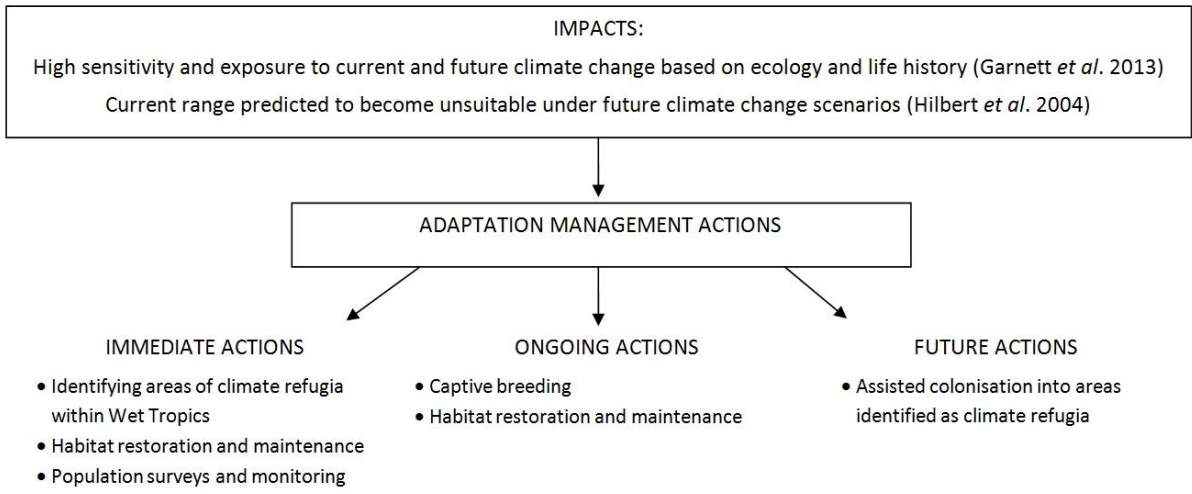 IMPACTS:
High sensitivity and exposure to current and future climate change based on ecology and life history (Garnett et al. 2013)
Current range predicted to become unsuitable under future climate change scenarios (Hilbert et al. 2004)
ADAPTATION MANAGEMENT ACTIONS
IMMEDIATE ACTIONS
• Identifying areas of climate refugia
within Wet Tropics
• Habitat restoration and maintenance
• Population surveys and monitoring
ONGOING ACTIONS
• Captive breeding
• Habitat restoration and maintenance
FUTURE ACTIONS
• Assisted colonisation into areas
identified as climate refugia